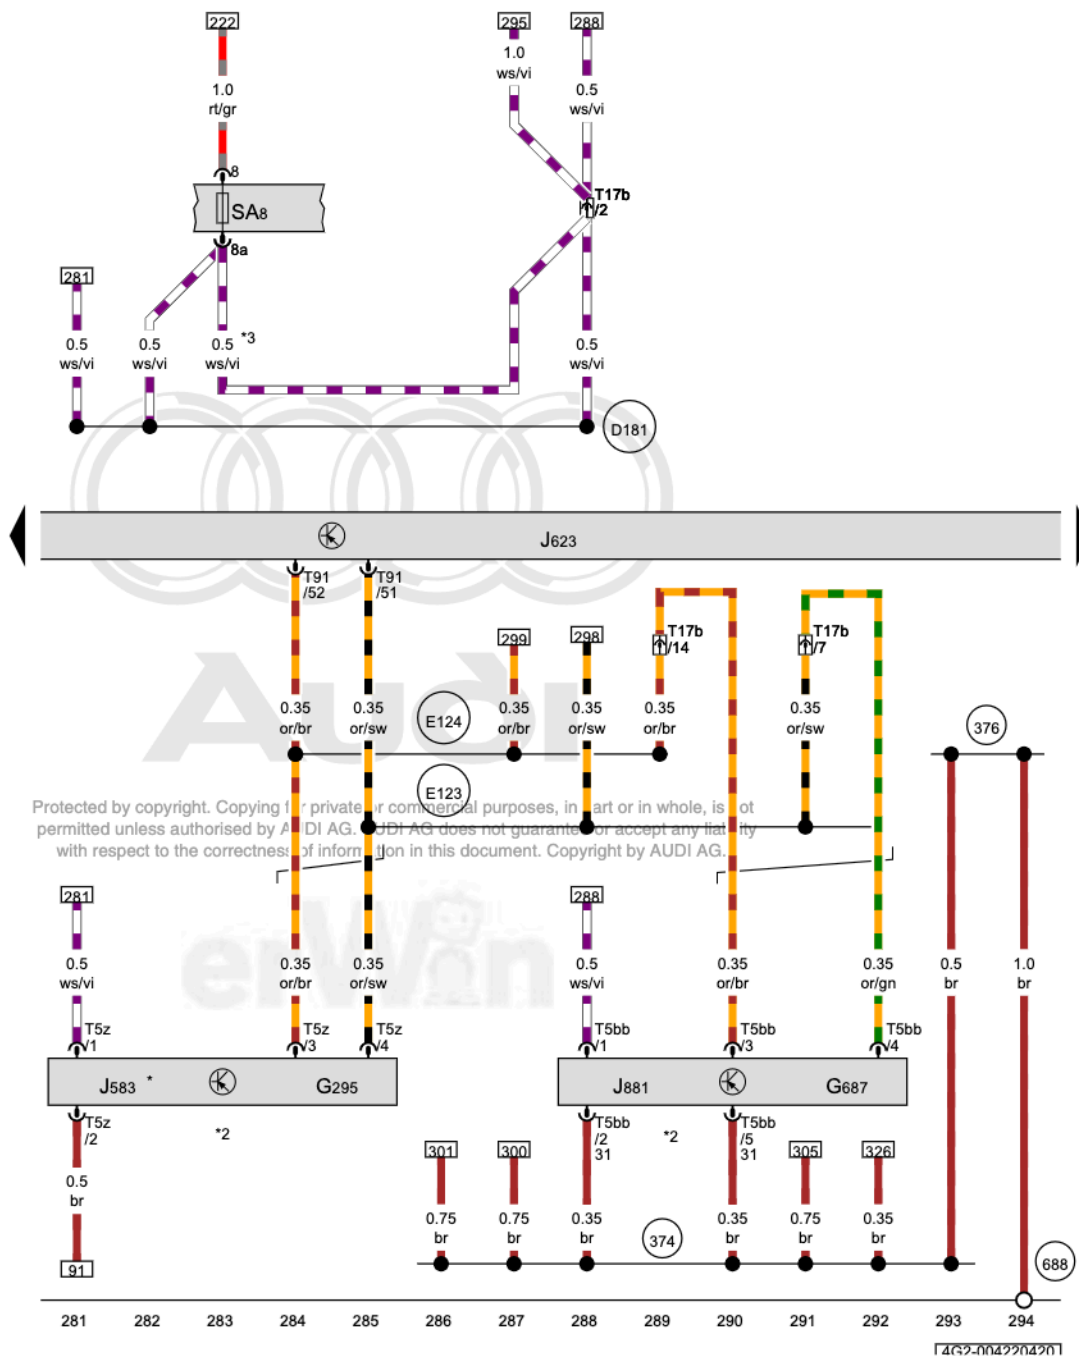 222
295
288
1.0
rt/gr
1.0
ws/vi
0.5
ws/vi
8
SA8
8a
T17b
/2
281
0.5
ws/vi
0.5
ws/vi
0.5
ws/vi
*3
0.5
ws/vi
D181
J623
T91
/52
T91
/51
299
298
T17b
/14
T17b
/7
0.35
or/br
0.35
or/sw
E124
0.35
or/br
0.35
or/sw
0.35
or/br
0.35
or/sw
376
E123
Audi
Protected by copyright. Copying for private or commercial purposes, in part or in whole, is not
permitted unless authorised by AUDI AG. AUDI AG does not guarantee or accept any liability
with respect to the correctness of information in this document. Copyright by AUDI AG.
erWin
281
288
0.5
ws/vi
0.35
or/br
0.35
or/sw
0.5
ws/vi
0.35
or/br
0.35
or/gn
0.5
br
1.0
br
T5z
/1
T5z
/3
T5z
/4
T5bb
/1
T5bb
/3
T5bb
/4
J583 *
G295
J881
G687
T5z
/2
*2
T5bb
/2
31
*2
T5bb
/5
31
301
300
305
326
0.5
br
0.75
br
0.75
br
0.35
br
374
0.35
br
0.75
br
0.35
br
91
688
281 282 283 284 285 286 287 288 289 290 291 292 293 294
4G2-004220420